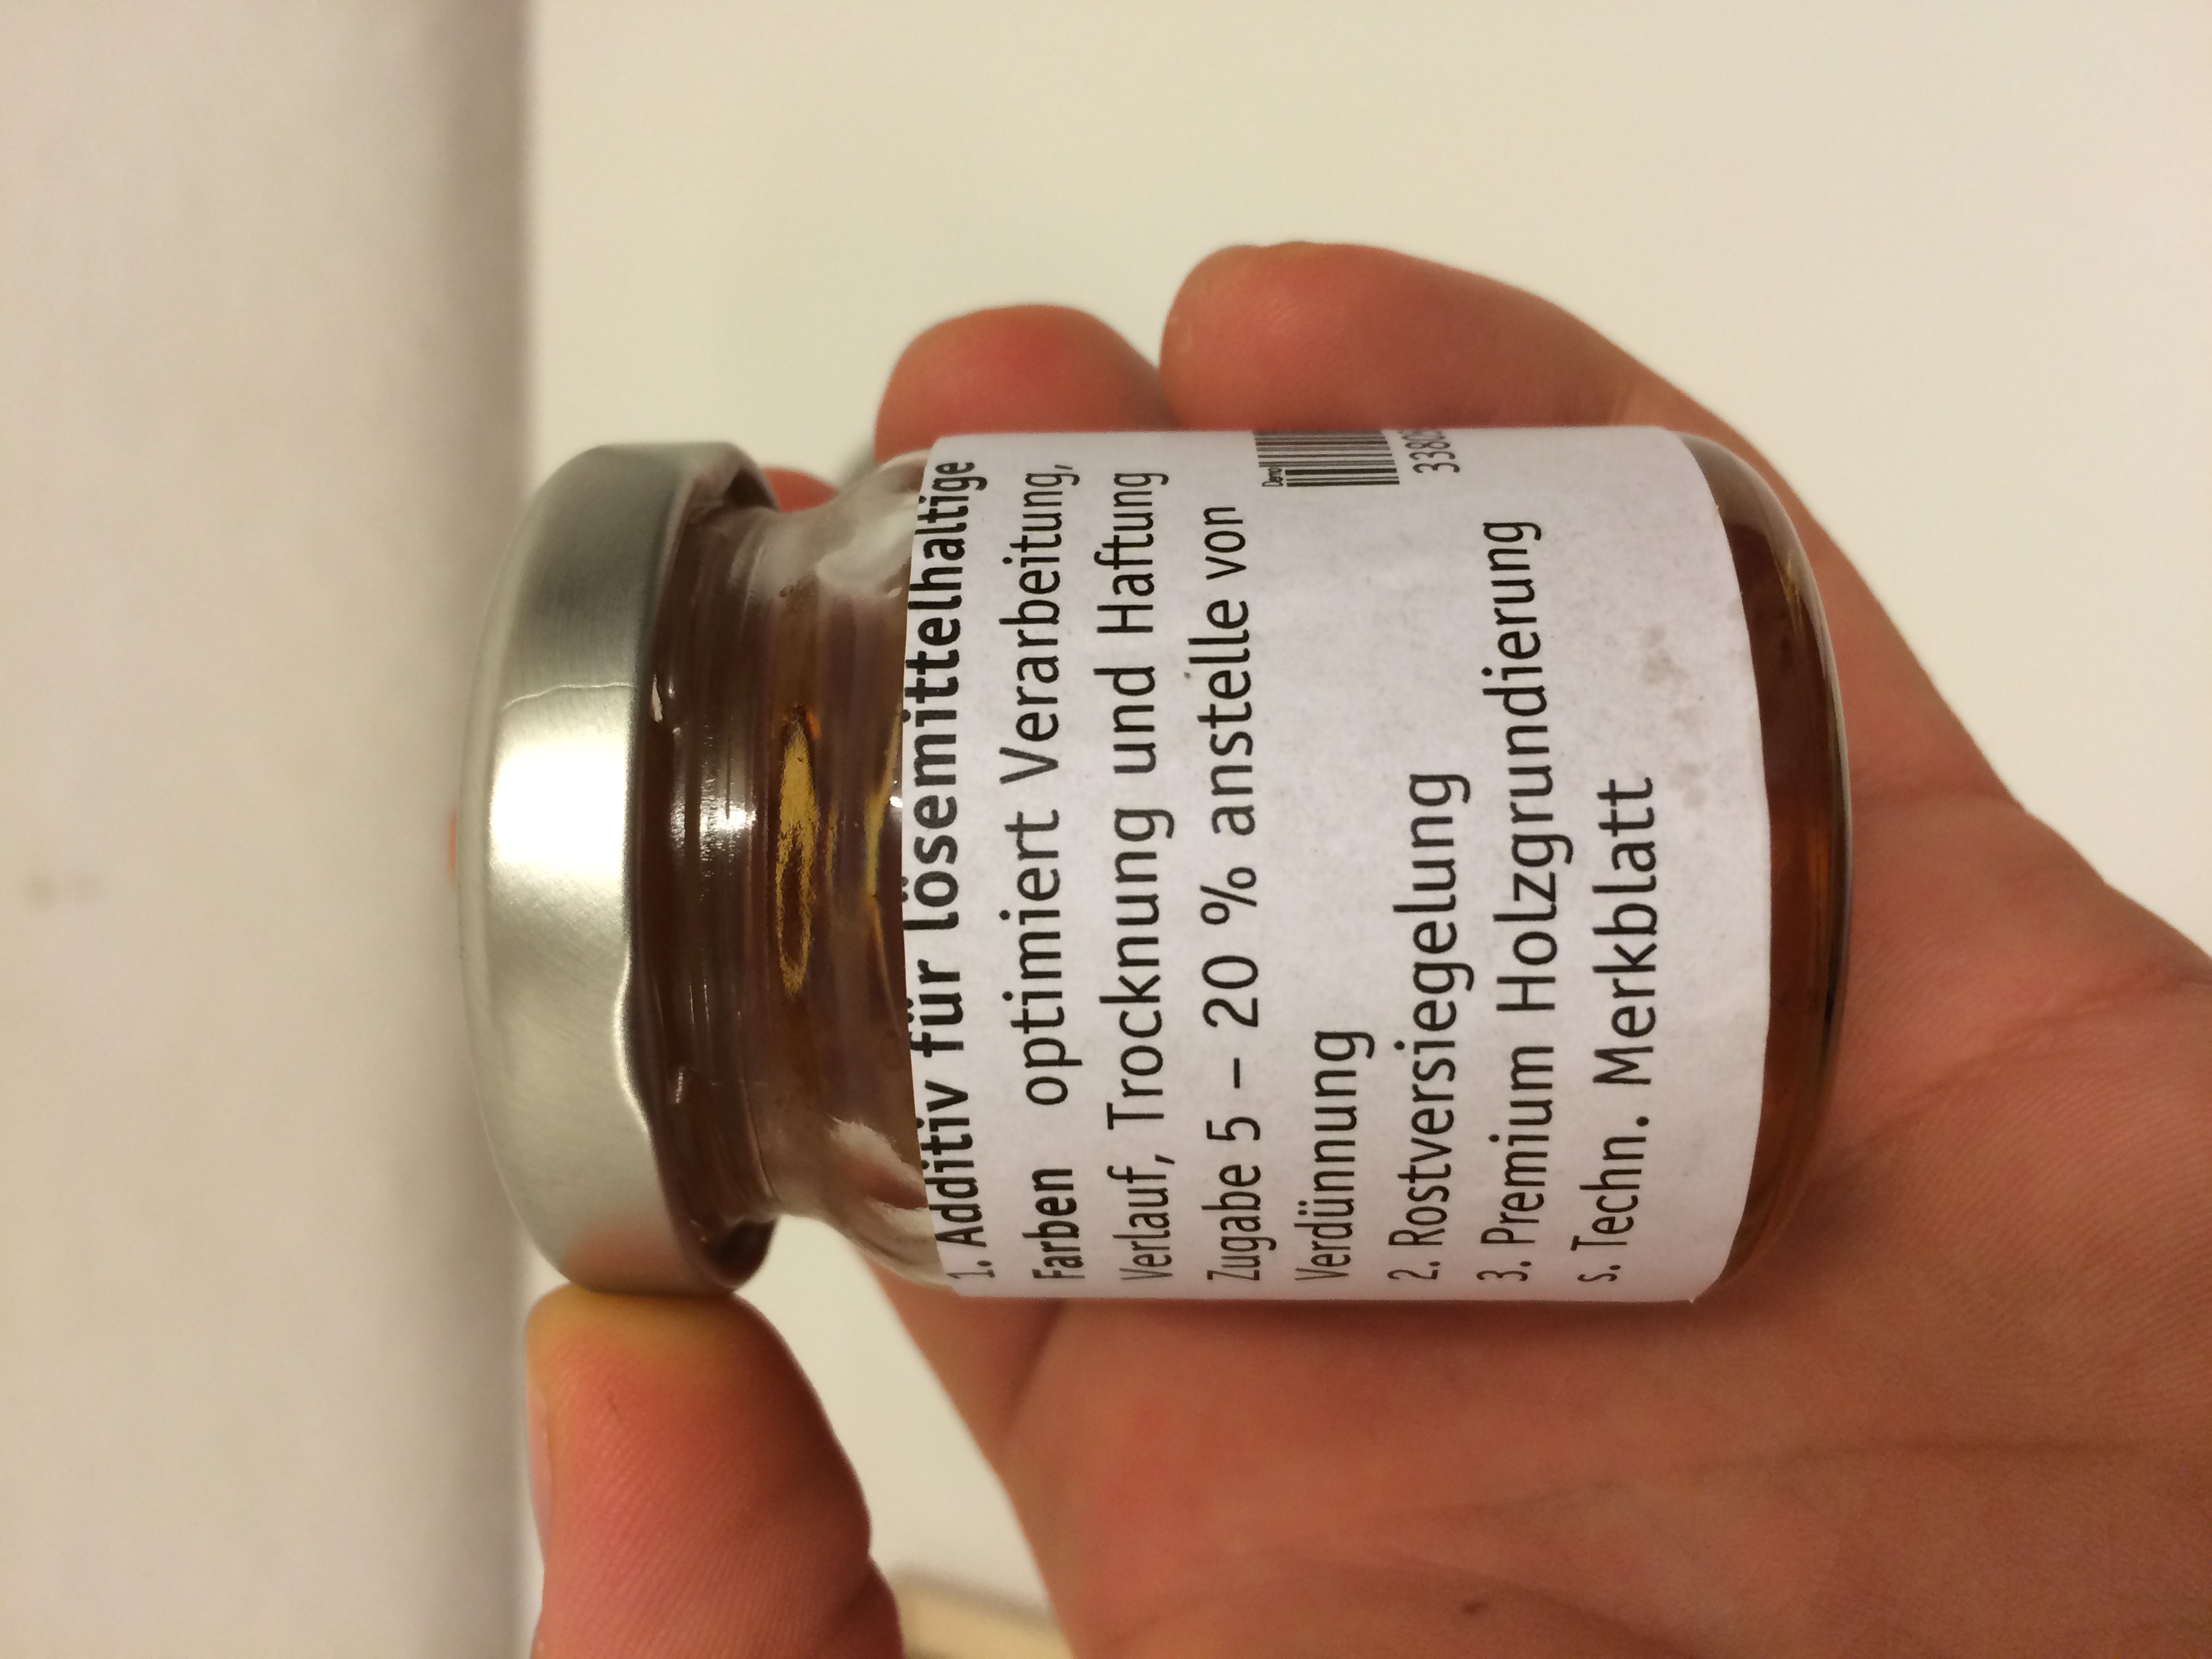 1. Additiv für lösemittelhaltige
Farben optimiert Verarbeitung,
Verlauf, Trocknung und Haftung
Zugabe 5 – 20 % anstelle von
Verdünnung
2. Rostversiegelung
3. Premium Holzgrundierung
s. Techn. Merkblatt
Demo